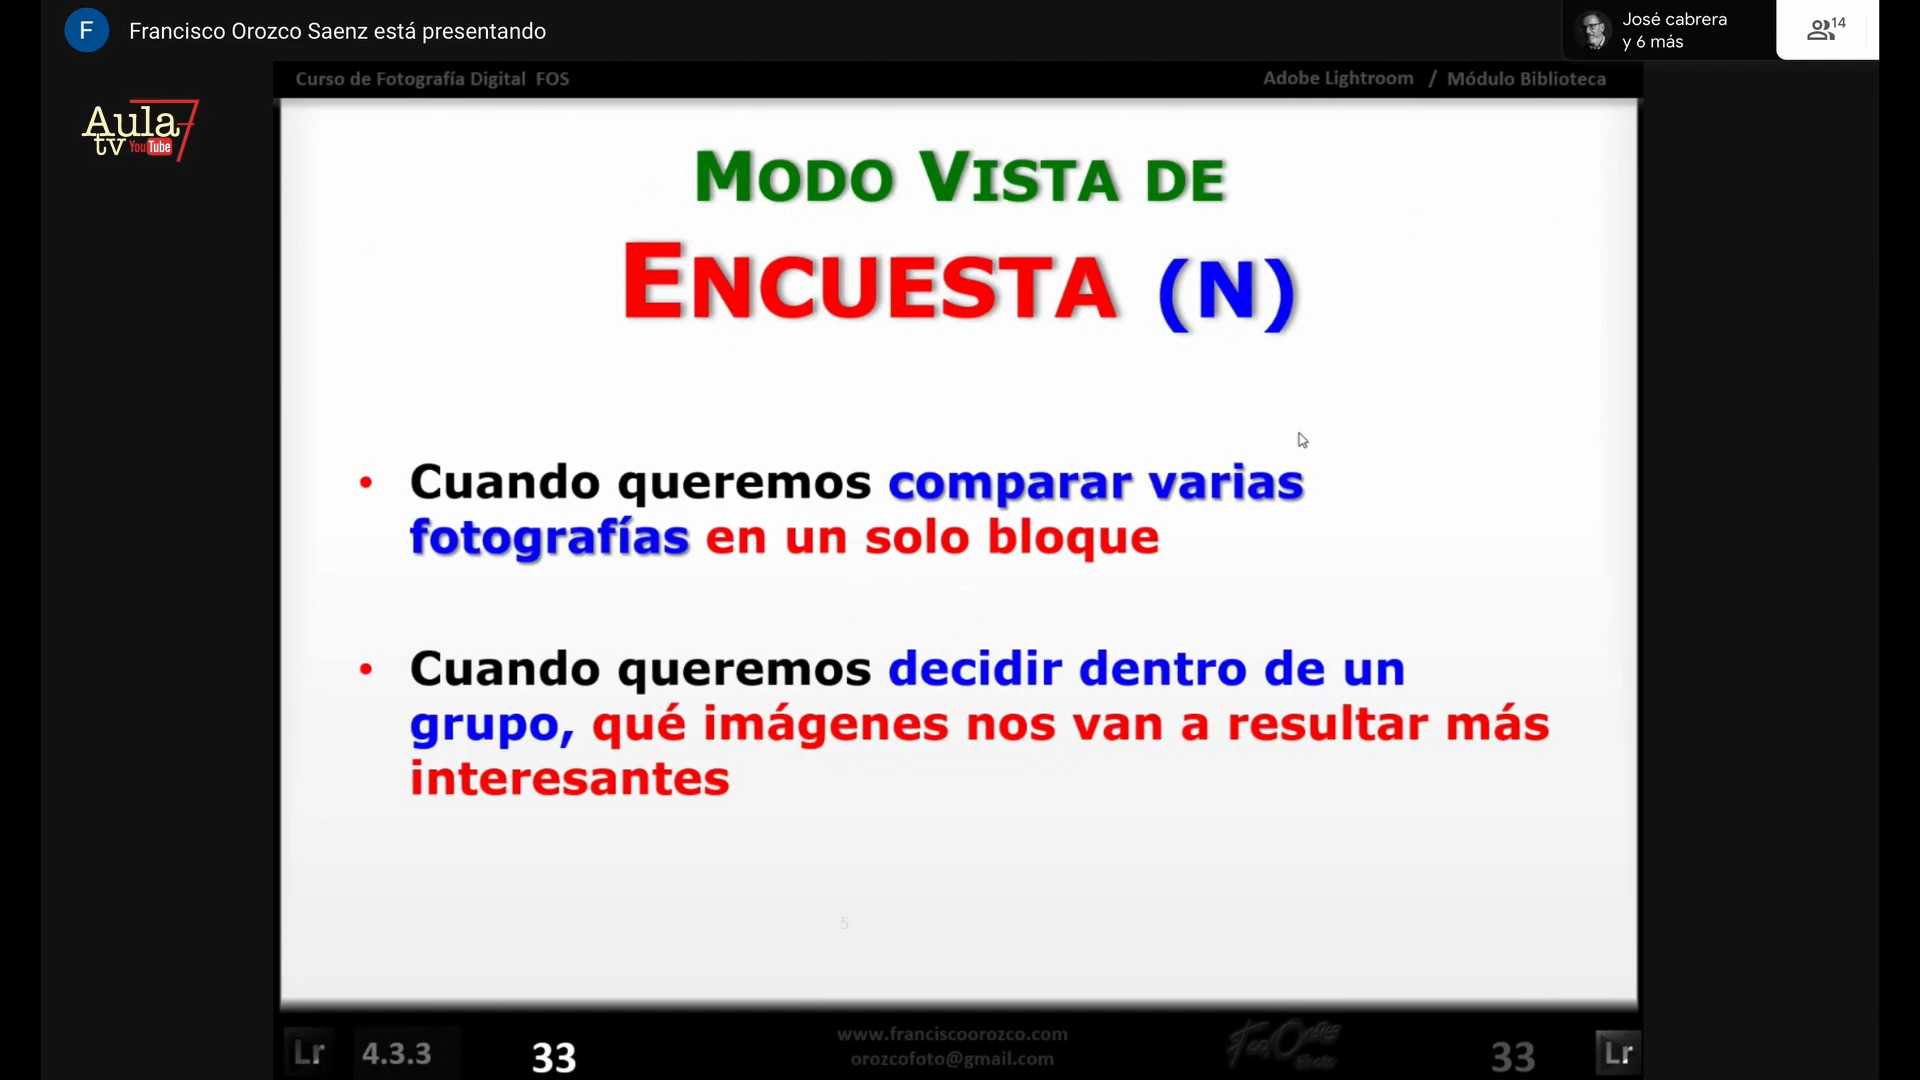 F Francisco Orozco Saenz está presentando
José cabrera
y 6 más
14
Curso de Fotografía Digital FOS
Adobe Lightroom / Módulo Biblioteca
Aula 7
tv YouTube
MODO VISTA DE
ENCUESTA (N)
• Cuando queremos comparar varias
fotografías en un solo bloque
• Cuando queremos decidir dentro de un
grupo, qué imágenes nos van a resultar más
interesantes
5
Lr 4.3.3 33
www.franciscoorozco.com
orozcofoto@gmail.com
33 Lr